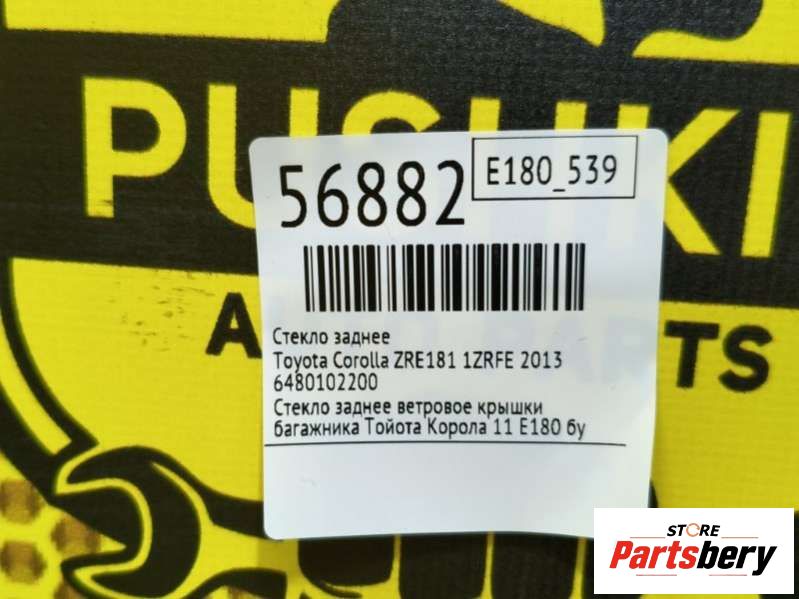 PUSHKI
56882
E180_539
Стекло заднее
Toyota Corolla ZRE181 1ZRFE 2013
6480102200
Стекло заднее ветровое крышки
багажника Тойота Корола 11 Е180 бу
STORE
Partsbery